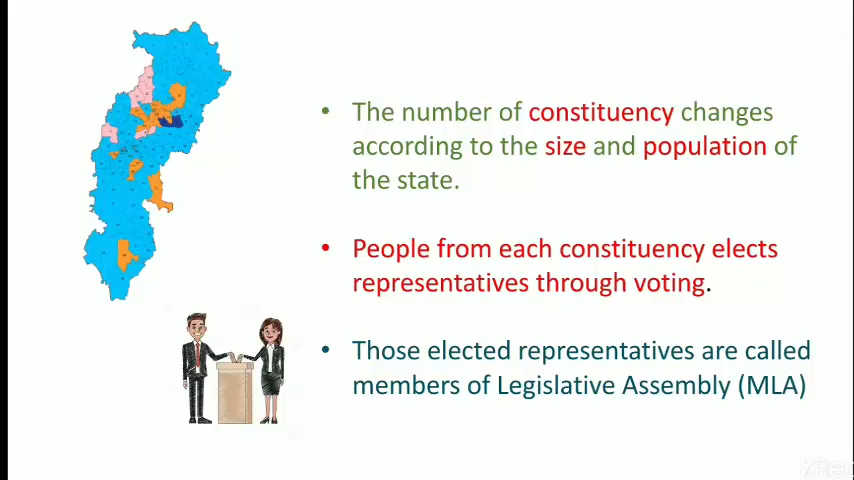 • The number of constituency changes
according to the size and population of
the state.
• People from each constituency elects
representatives through voting.
• Those elected representatives are called
members of Legislative Assembly (MLA)